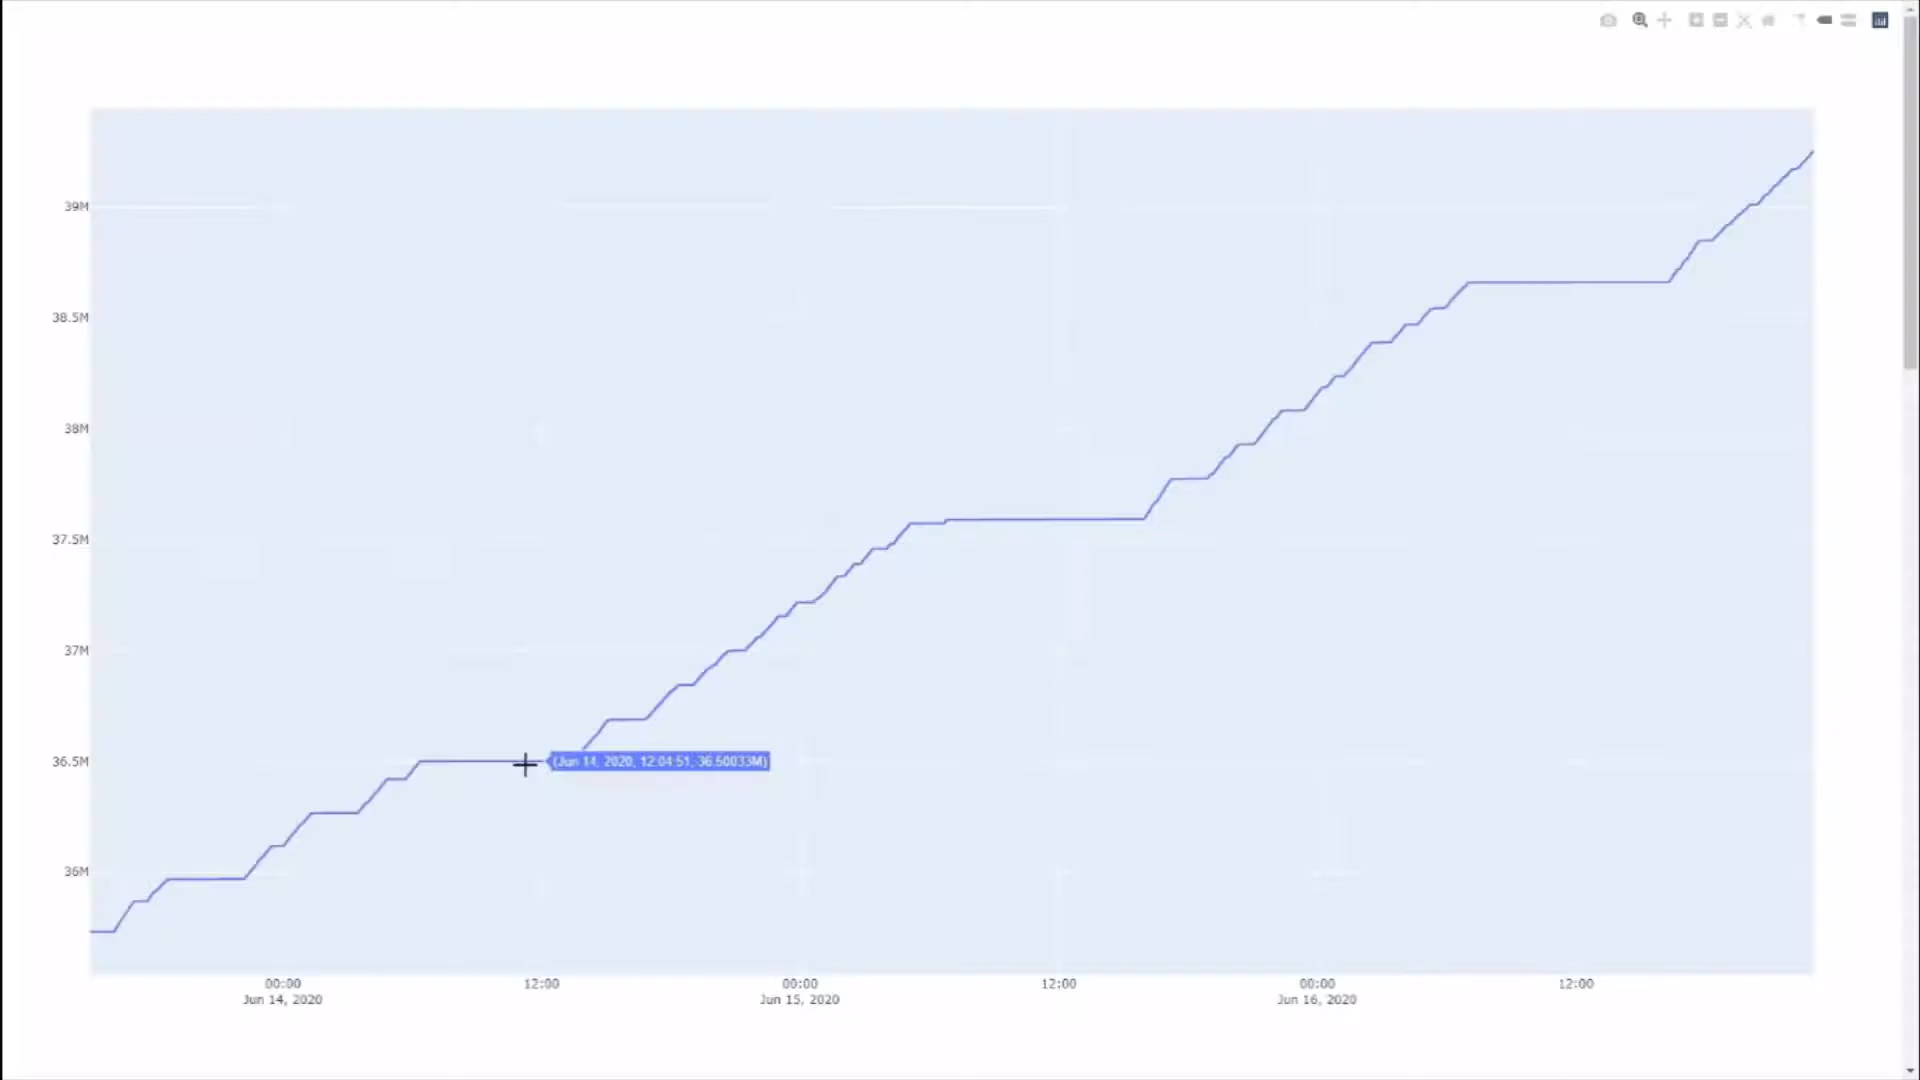 39M
38.5M
38M
37.5M
37M
36.5M
(Jun 14, 2020, 12:04:51, 36.50033M)
36M
00:00
Jun 14, 2020
12:00
00:00
Jun 15, 2020
12:00
00:00
Jun 16, 2020
12:00